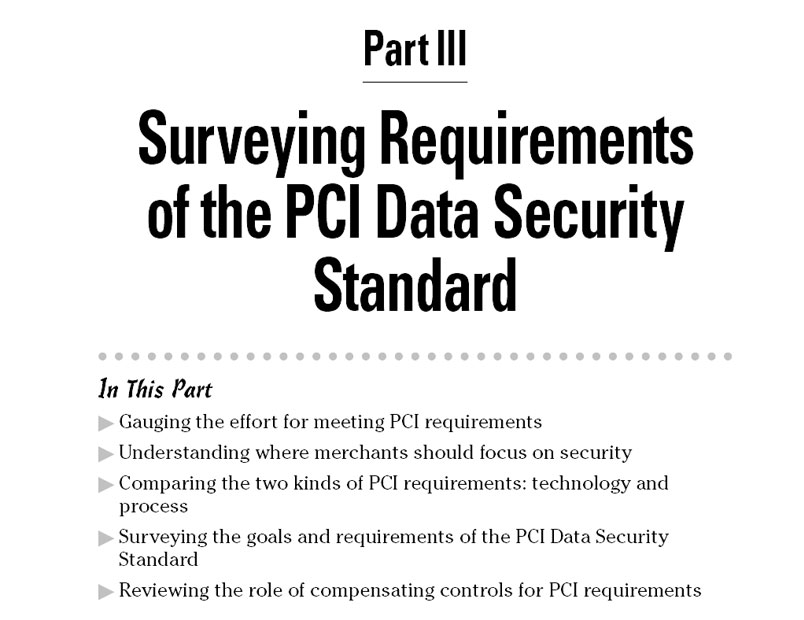 Part III
Surveying Requirements
of the PCI Data Security
Standard
In This Part
Gauging the effort for meeting PCI requirements
Understanding where merchants should focus on security
Comparing the two kinds of PCI requirements: technology and
process
Surveying the goals and requirements of the PCI Data Security
Standard
Reviewing the role of compensating controls for PCI requirements